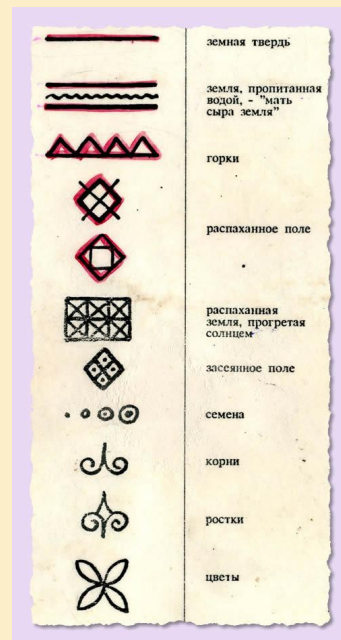 земная твердь
земля, пропитанная
водой, - "мать
сыра земля"
горки
распаханное поле
распаханная
земля, прогретая
солнцем
засеянное поле
семена
корни
ростки
цветы